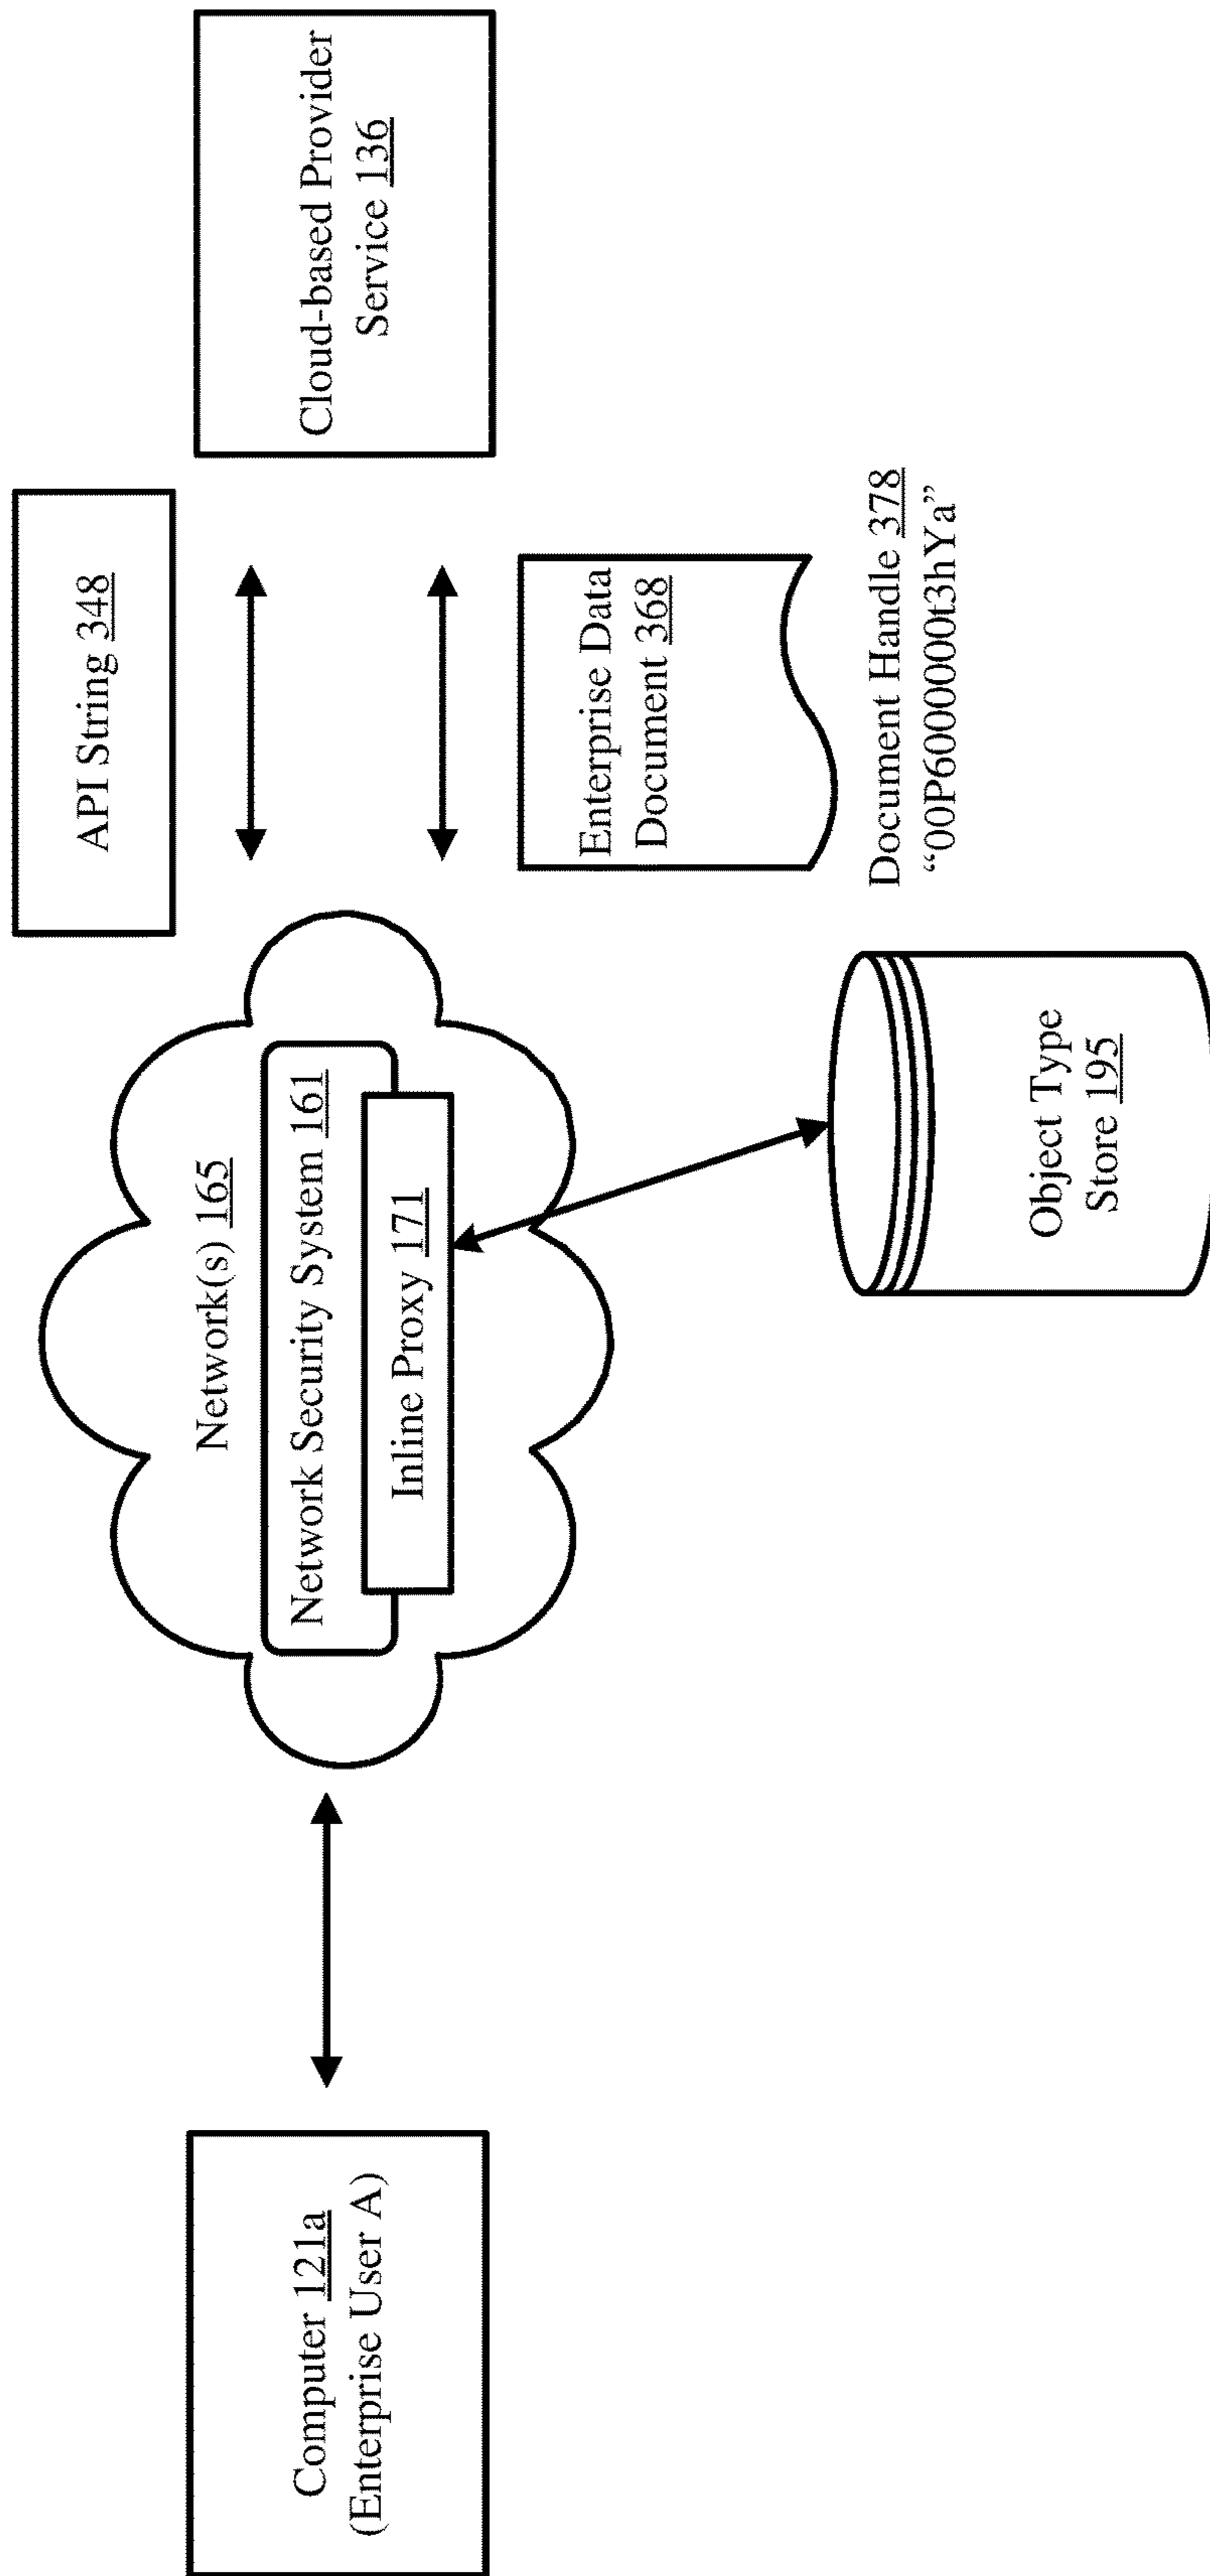 API String 348
Cloud-based Provider
Service 136
Network(s) 165
Network Security System 161
Inline Proxy 171
Computer 121a
(Enterprise User A)
Enterprise Data
Document 368
Document Handle 378
“00P600000t3hYa”
Object Type
Store 195